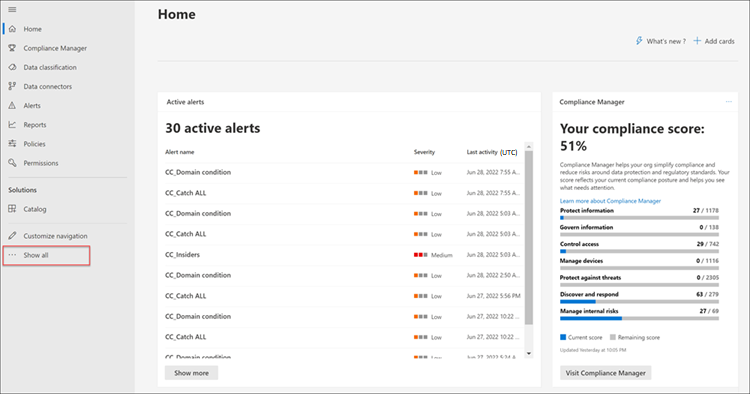 Home
Compliance Manager
Data classification
Data connectors
Alerts
Reports
Policies
Permissions
Solutions
Catalog
Customize navigation
Show all
Home
What's new ? Add cards
Active alerts
30 active alerts
Alert name Severity Last activity (UTC)
CC_Domain condition Low Jun 28, 2022 7:55 A...
CC_Catch ALL Low Jun 28, 2022 7:55 A...
CC_Domain condition Low Jun 28, 2022 5:03 A...
CC_Catch ALL Low Jun 28, 2022 5:03 A...
CC_Insiders Medium Jun 28, 2022 5:03 A...
CC_Domain condition Low Jun 28, 2022 2:50 A...
CC_Catch ALL Low Jun 27, 2022 5:56 PM
CC_Domain condition Low Jun 27, 2022 10:22 ...
CC_Catch ALL Low Jun 27, 2022 10:22 ...
CC_Domain condition Low Jun 27, 2022 5:24 A...
Show more
Compliance Manager
Your compliance score:
51%
Compliance Manager helps your org simplify compliance and
reduce risks around data protection and regulatory standards. Your
score reflects your current compliance posture and helps you see
what needs attention.
Learn more about Compliance Manager
Protect information 27 / 1178
Govern information 0 / 138
Control access 29 / 742
Manage devices 0 / 1116
Protect against threats 0 / 2305
Discover and respond 63 / 279
Manage internal risks 27 / 69
Current score Remaining score
Updated Yesterday at 10:05 PM
Visit Compliance Manager